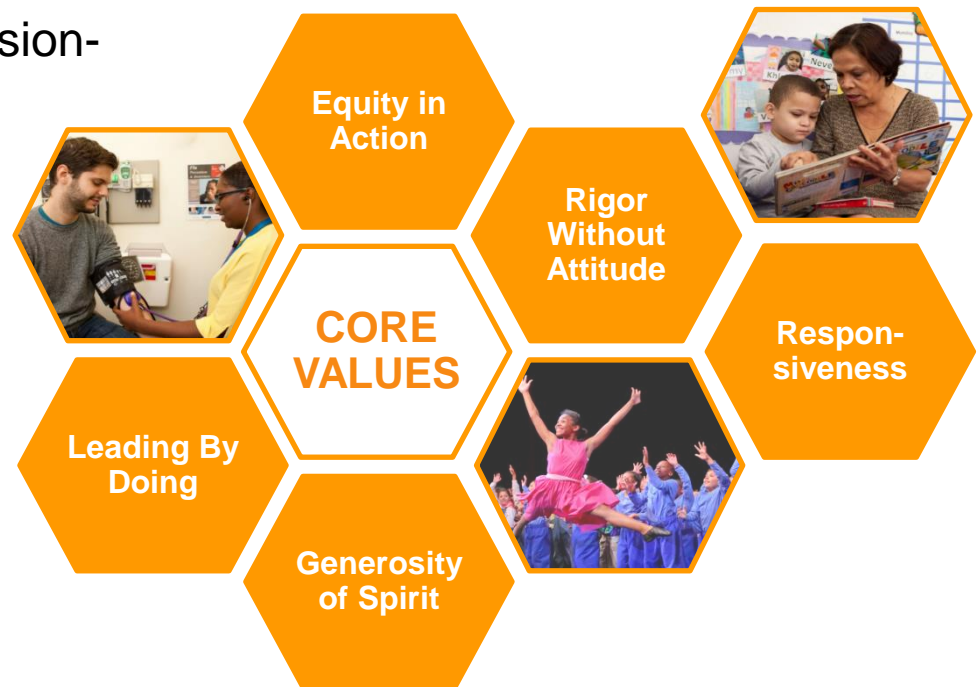 sion-
Equity in
Action
Rigor
Without
Attitude
CORE
VALUES
Respon-
siveness
Leading By
Doing
Generosity
of Spirit